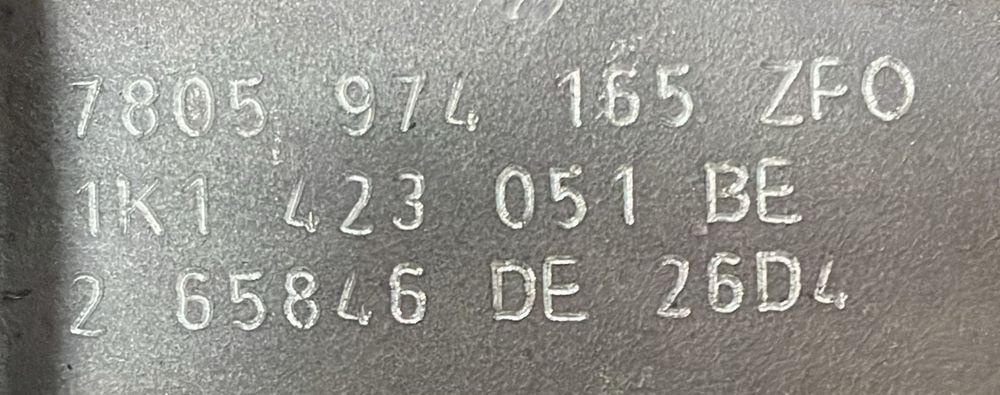 7805 974 165 ZFO
1K1 423 051 BE
2 65846 DE 26D4